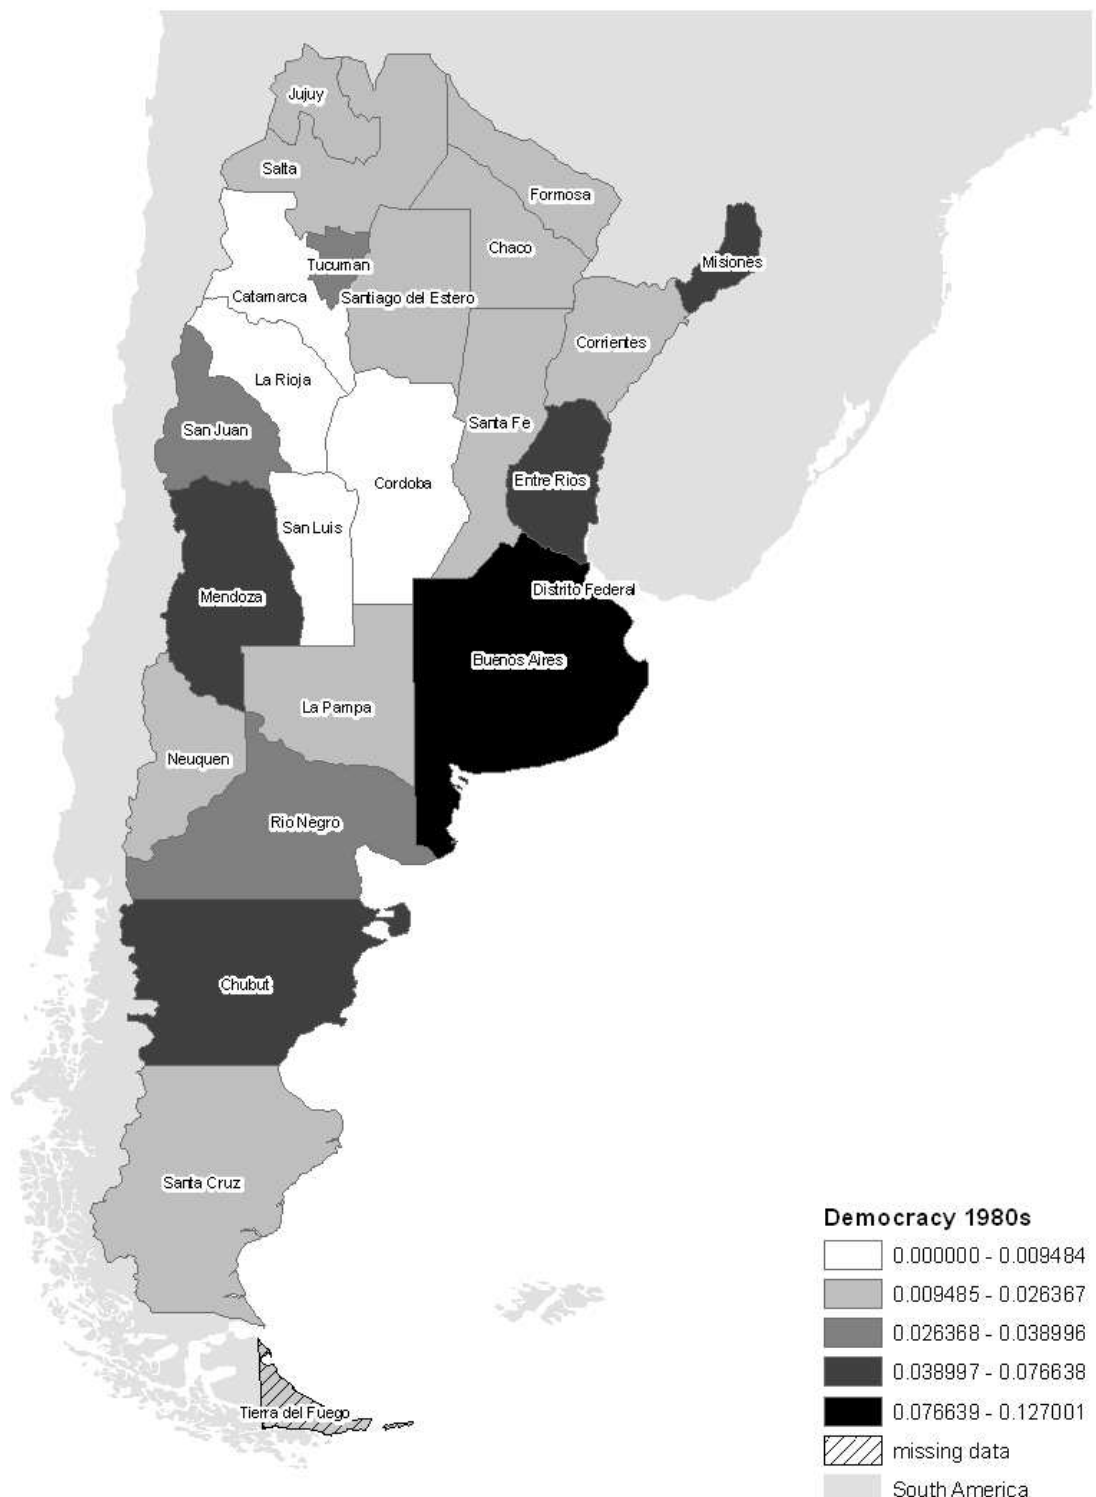 Jujuy
Salta
Formosa
Chaco
Misiones
Tucuman
Catamarca
Santiago del Estero
Corrientes
La Rioja
San Juan
Santa Fe
Cordoba
Entre Rios
San Luis
Mendoza
Distrito Federal
Buenos Aires
La Pampa
Neuquen
Rio Negro
Chubut
Santa Cruz
Tierra del Fuego
Democracy 1980s
0.000000 - 0.009484
0.009485 - 0.026367
0.026368 - 0.038996
0.038997 - 0.076638
0.076639 - 0.127001
missing data
South America